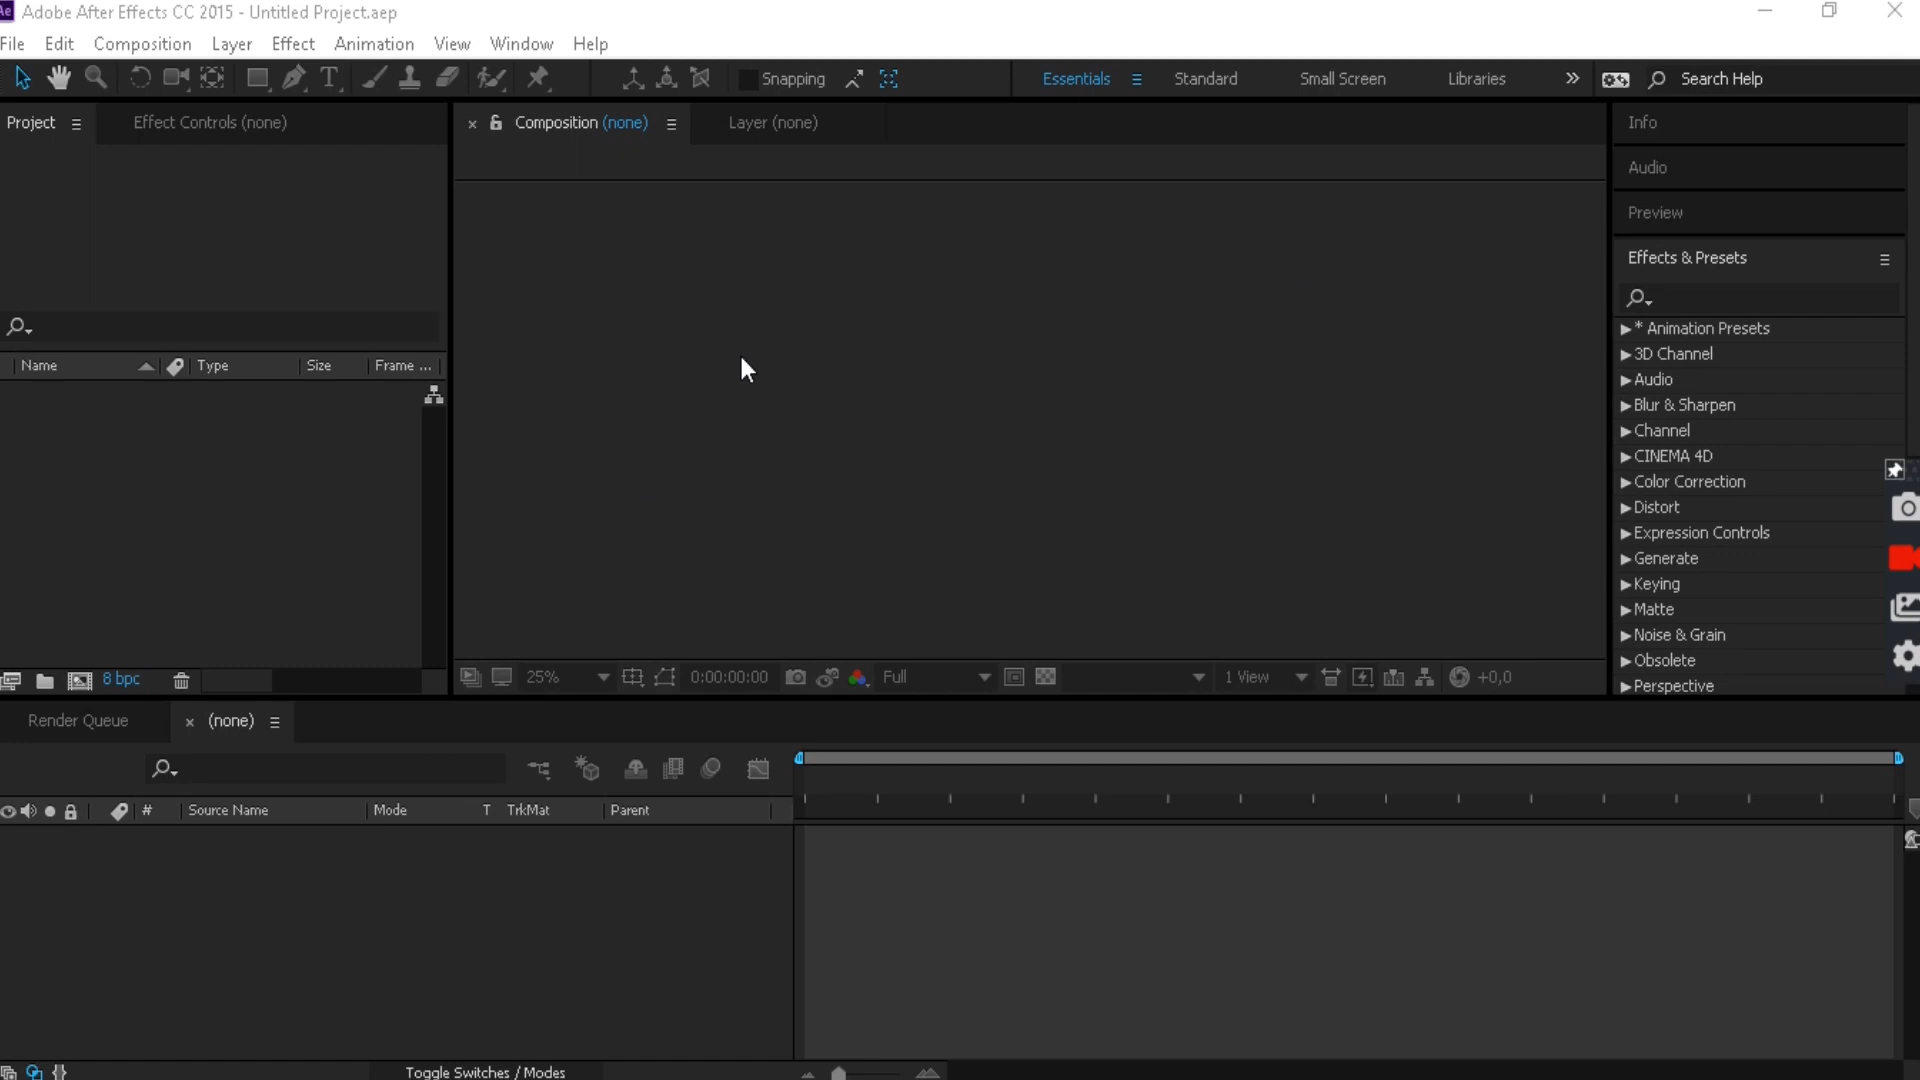 Ae Adobe After Effects CC 2015 - Untitled Project.aep
File Edit Composition Layer Effect Animation View Window Help
T Snapping Essentials Standard Small Screen Libraries Search Help
Project Effect Controls (none) Composition (none) Layer (none)
Info
Audio
Preview
Effects & Presets
* Animation Presets
3D Channel
Audio
Blur & Sharpen
Channel
CINEMA 4D
Color Correction
Distort
Expression Controls
Generate
Keying
Matte
Noise & Grain
Obsolete
Perspective
Name Type Size Frame ...
8 bpc
25% 0:00:00:00 Full 1 View +0,0
Render Queue (none)
# Source Name Mode T TrkMat Parent
Toggle Switches / Modes